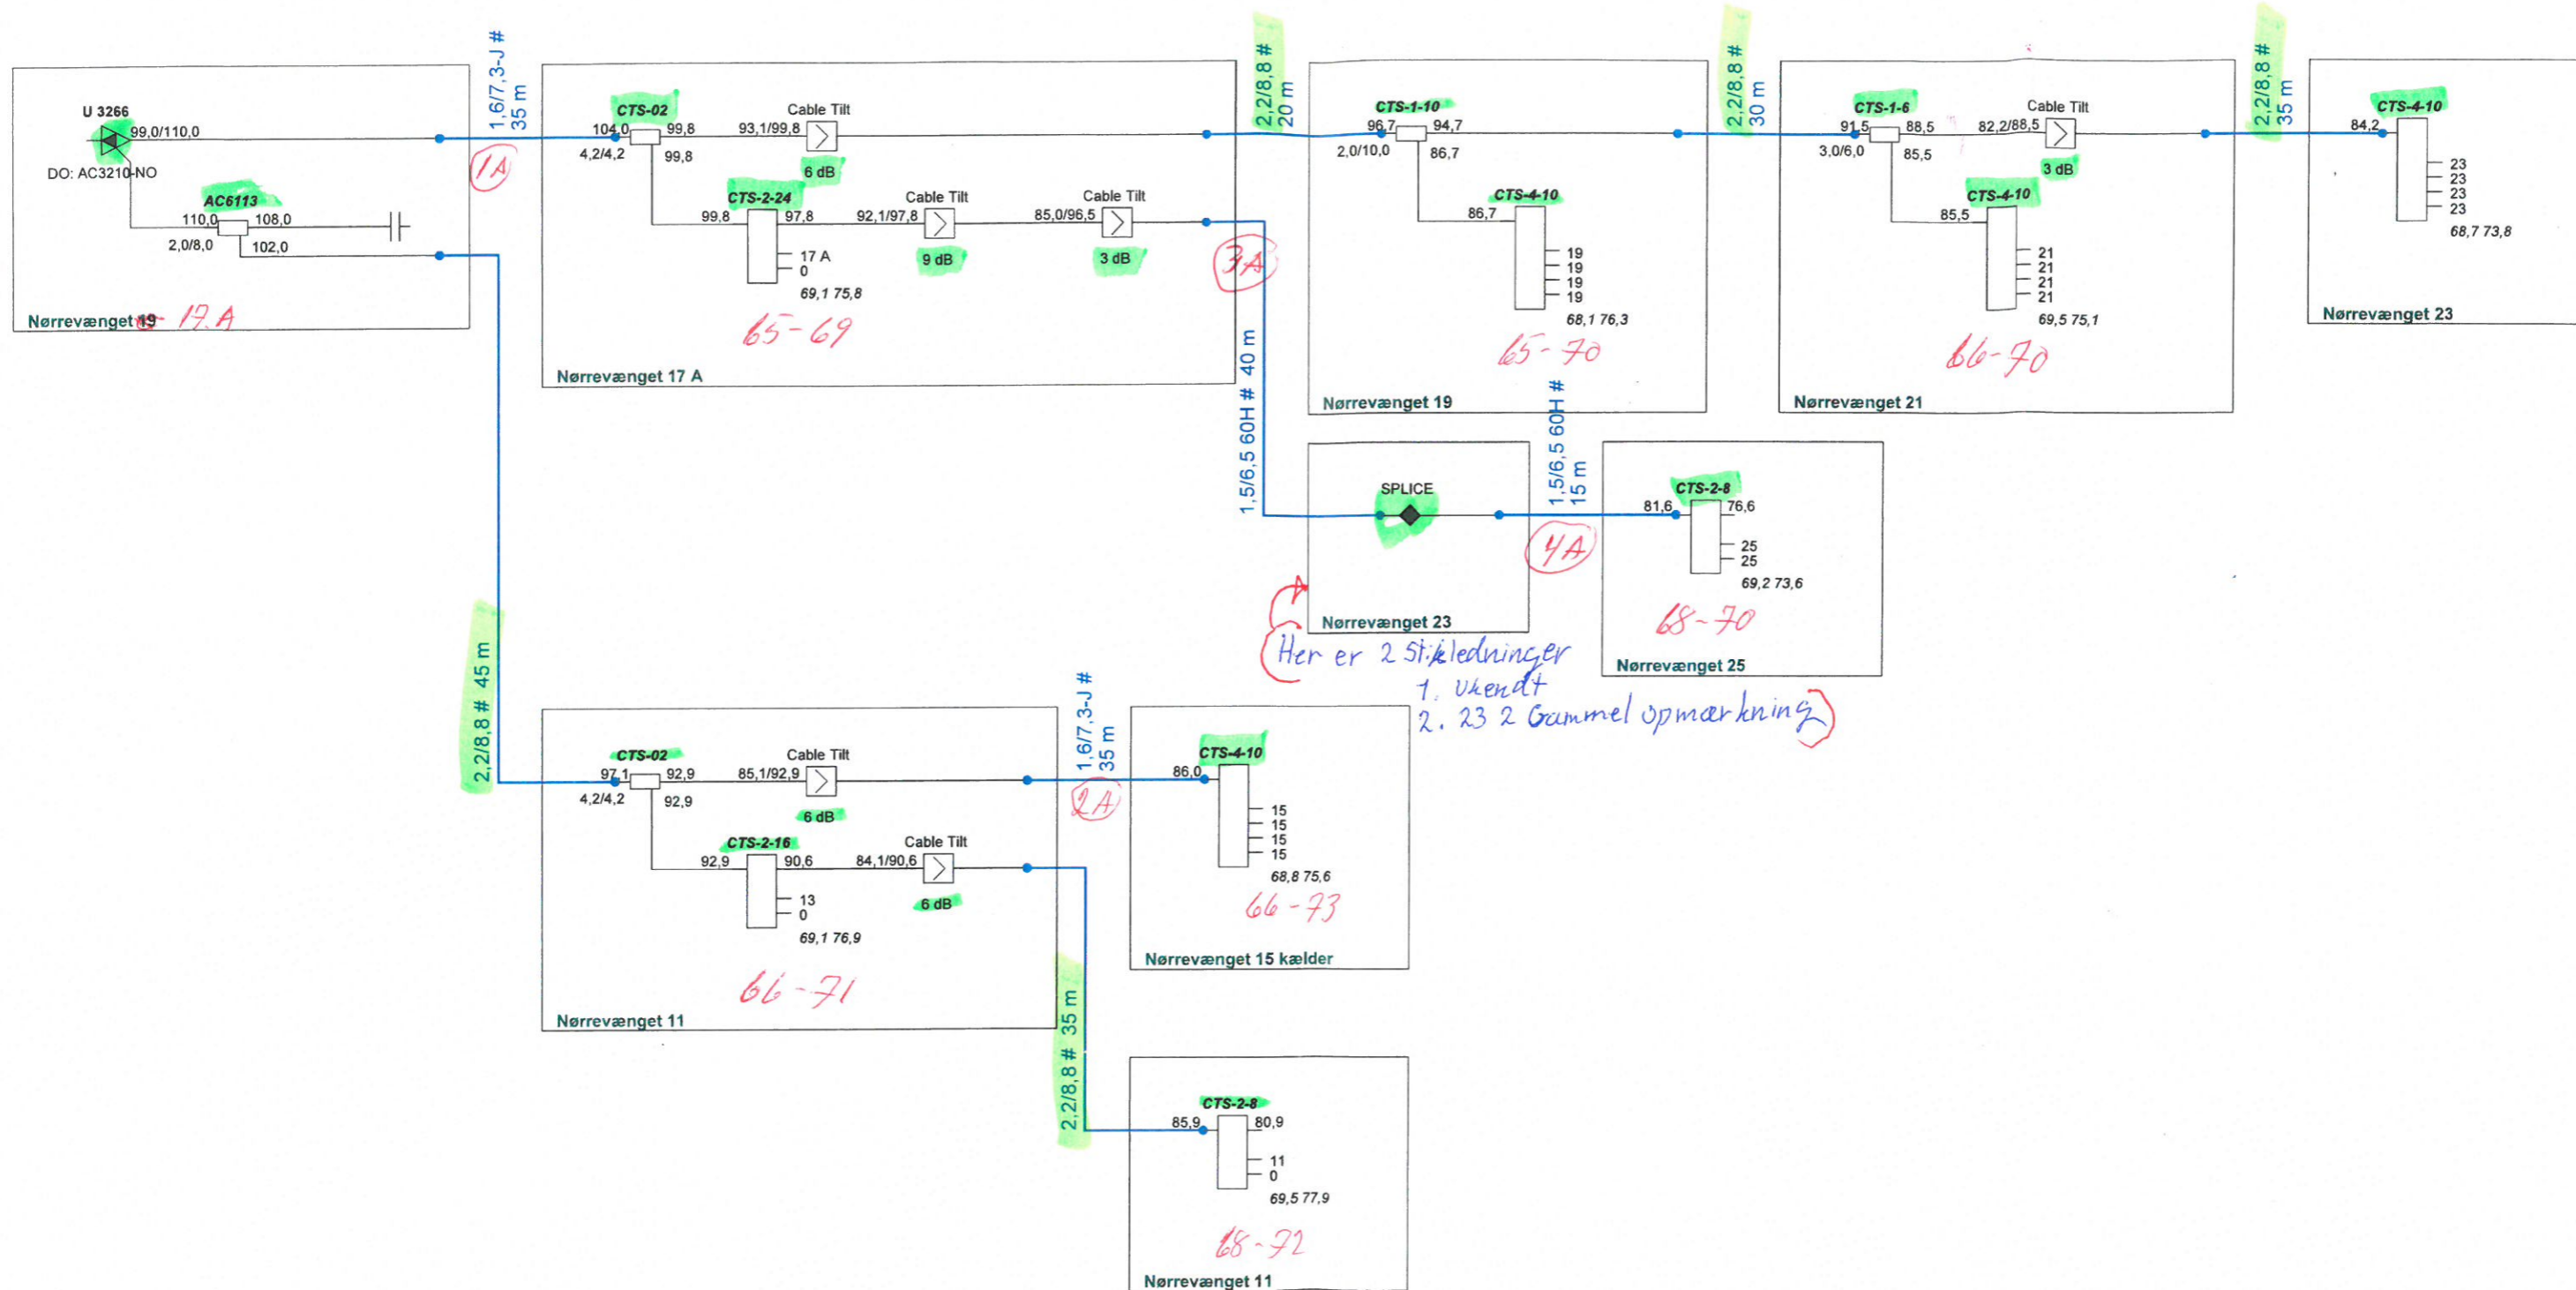 U 3266
99,0/110,0
DO: AC3210-NO
AC6113
110,0 108,0
2,0/8,0 102,0
Nørrevænget 19 17.A
1,6/7,3-J #
35 m
1A
CTS-02
104,0 99,8
4,2/4,2 99,8
93,1/99,8
Cable Tilt
6 dB
CTS-2-24
99,8 97,8
17 A
0
69,1 75,8
92,1/97,8
Cable Tilt
9 dB
85,0/96,5
Cable Tilt
3 dB
65-69
Nørrevænget 17 A
3A
2,2/8,8 #
20 m
CTS-1-10
96,7 94,7
2,0/10,0 86,7
CTS-4-10
86,7
19
19
19
19
68,1 76,3
65-70
Nørrevænget 19
2,2/8,8 #
30 m
CTS-1-6
91,5 88,5
3,0/6,0 85,5
82,2/88,5
Cable Tilt
3 dB
CTS-4-10
85,5
21
21
21
21
69,5 75,1
66-70
Nørrevænget 21
2,2/8,8 #
35 m
CTS-4-10
84,2
23
23
23
23
68,7 73,8
Nørrevænget 23
1,5/6,5 60H # 40 m
SPLICE
Nørrevænget 23
1,5/6,5 60H #
15 m
4A
CTS-2-8
81,6 76,6
25
25
69,2 73,6
68-70
Nørrevænget 25
Her er 2 Stikledninger
1. Ukendt
2. 23 2 Gammel opmærkning
2,2/8,8 # 45 m
CTS-02
97,1 92,9
4,2/4,2 92,9
85,1/92,9
Cable Tilt
6 dB
CTS-2-16
92,9 90,6
13
0
69,1 76,9
84,1/90,6
Cable Tilt
6 dB
66-71
Nørrevænget 11
1,6/7,3-J #
35 m
2A
CTS-4-10
86,0
15
15
15
15
68,8 75,6
66-73
Nørrevænget 15 kælder
2,2/8,8 # 35 m
CTS-2-8
85,9 80,9
11
0
69,5 77,9
68-72
Nørrevænget 11